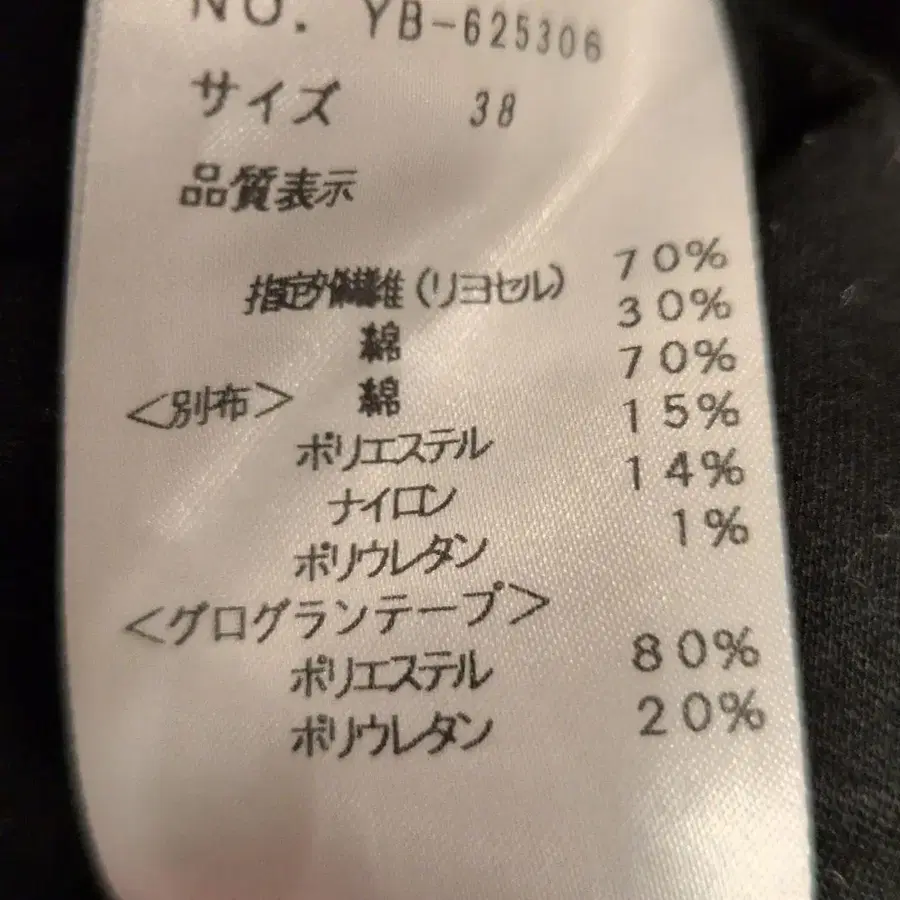 NO. YB-625306
サイズ 38
品質表示
指定外繊維(リヨセル) 70%
綿 30%
<別布> 綿 70%
ポリエステル 15%
ナイロン 14%
ポリウレタン 1%
<グログランテープ>
ポリエステル 80%
ポリウレタン 20%